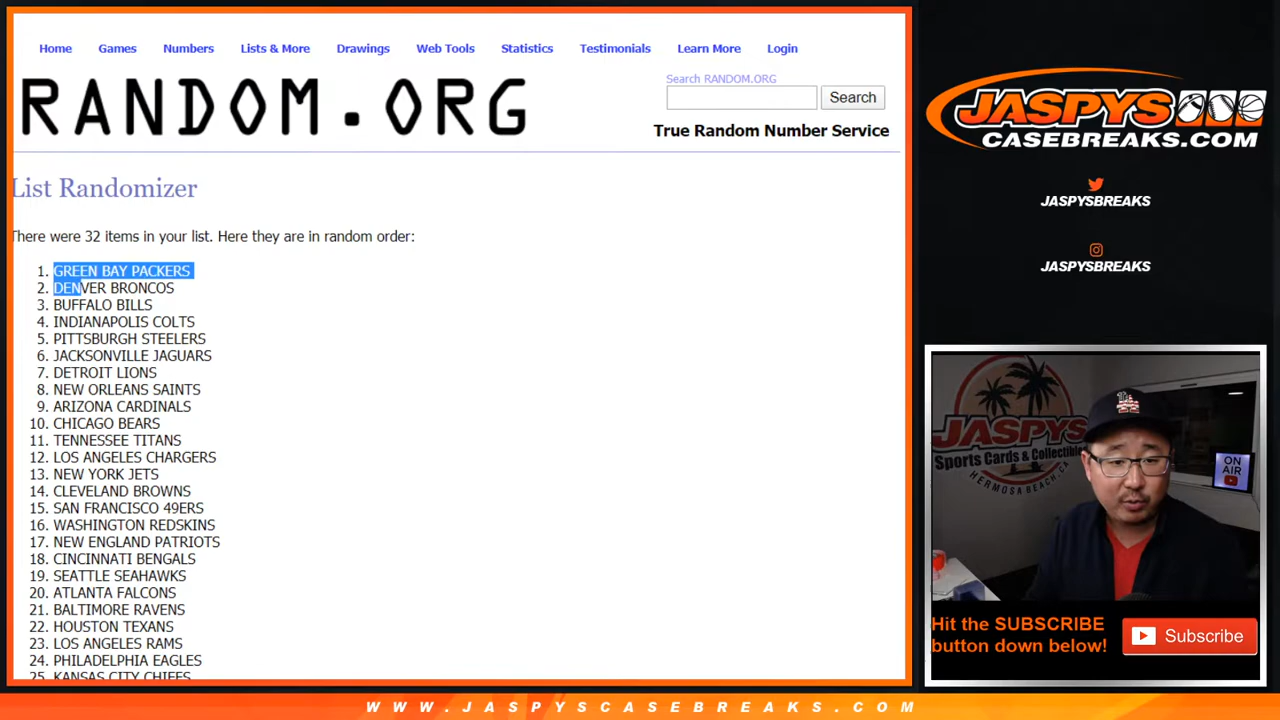 Home Games Numbers Lists & More Drawings Web Tools Statistics Testimonials Learn More Login
RANDOM.ORG
Search RANDOM.ORG
Search
True Random Number Service
List Randomizer
There were 32 items in your list. Here they are in random order:
1. GREEN BAY PACKERS
2. DENVER BRONCOS
3. BUFFALO BILLS
4. INDIANAPOLIS COLTS
5. PITTSBURGH STEELERS
6. JACKSONVILLE JAGUARS
7. DETROIT LIONS
8. NEW ORLEANS SAINTS
9. ARIZONA CARDINALS
10. CHICAGO BEARS
11. TENNESSEE TITANS
12. LOS ANGELES CHARGERS
13. NEW YORK JETS
14. CLEVELAND BROWNS
15. SAN FRANCISCO 49ERS
16. WASHINGTON REDSKINS
17. NEW ENGLAND PATRIOTS
18. CINCINNATI BENGALS
19. SEATTLE SEAHAWKS
20. ATLANTA FALCONS
21. BALTIMORE RAVENS
22. HOUSTON TEXANS
23. LOS ANGELES RAMS
24. PHILADELPHIA EAGLES
25. KANSAS CITY CHIEFS
JASPYS
CASEBREAKS.COM
JASPYSBREAKS
JASPYSBREAKS
JASPYS
Sports Cards & Collectibles
HERMOSA BEACH, CA
ON
AIR
LA
Hit the SUBSCRIBE
button down below!
Subscribe
WWW.JASPYSCASEBREAKS.COM